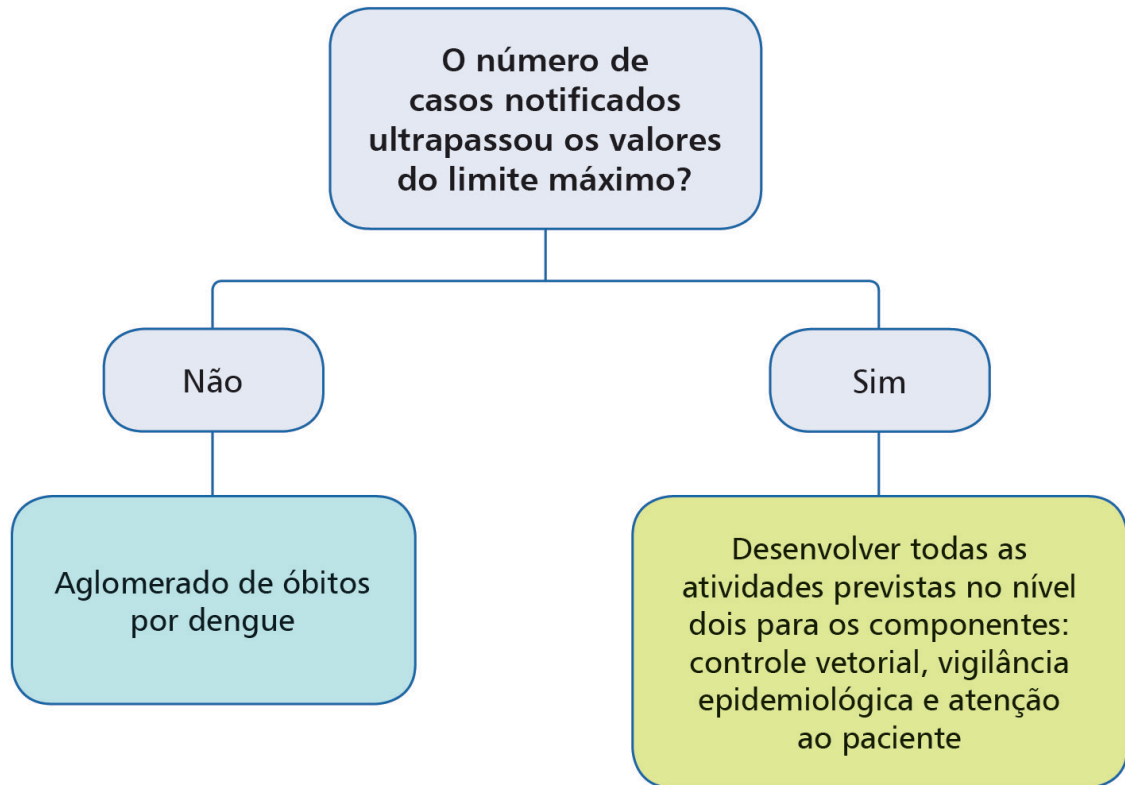 O número de
casos notificados
ultrapassou os valores
do limite máximo?
Não
Sim
Aglomerado de óbitos
por dengue
Desenvolver todas as
atividades previstas no nível
dois para os componentes:
controle vetorial, vigilância
epidemiológica e atenção
ao paciente